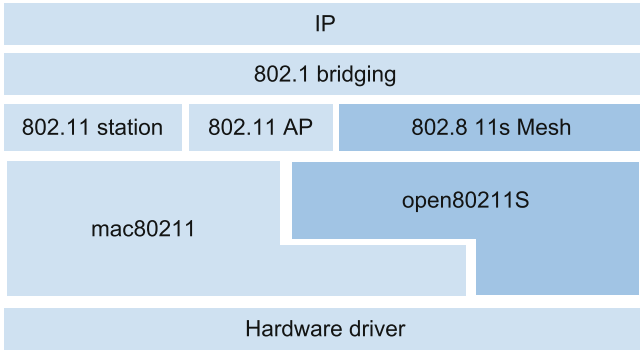 IP
802.1 bridging
802.11 station
802.11 AP
802.8 11s Mesh
mac80211
open80211S
Hardware driver